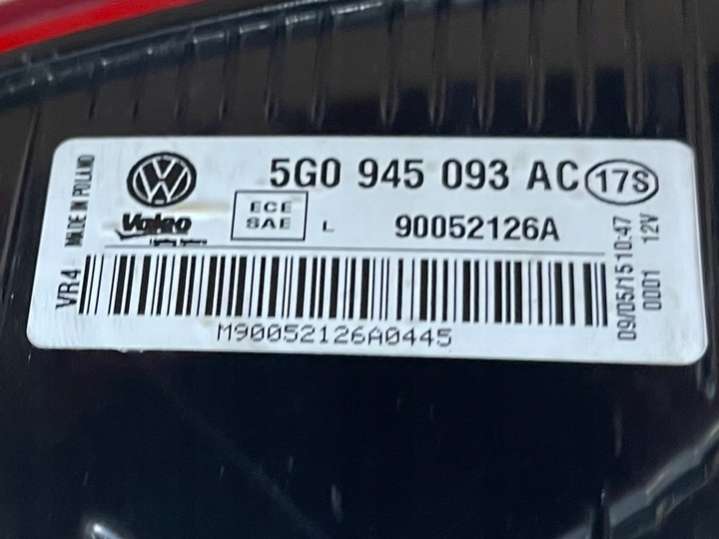 5G0 945 093 AC 17S
Valeo
ECE
SAE
L
90052126A
M90052126A0445
VR4 MADE IN POLAND
09/05/15 10:47
0001 12V